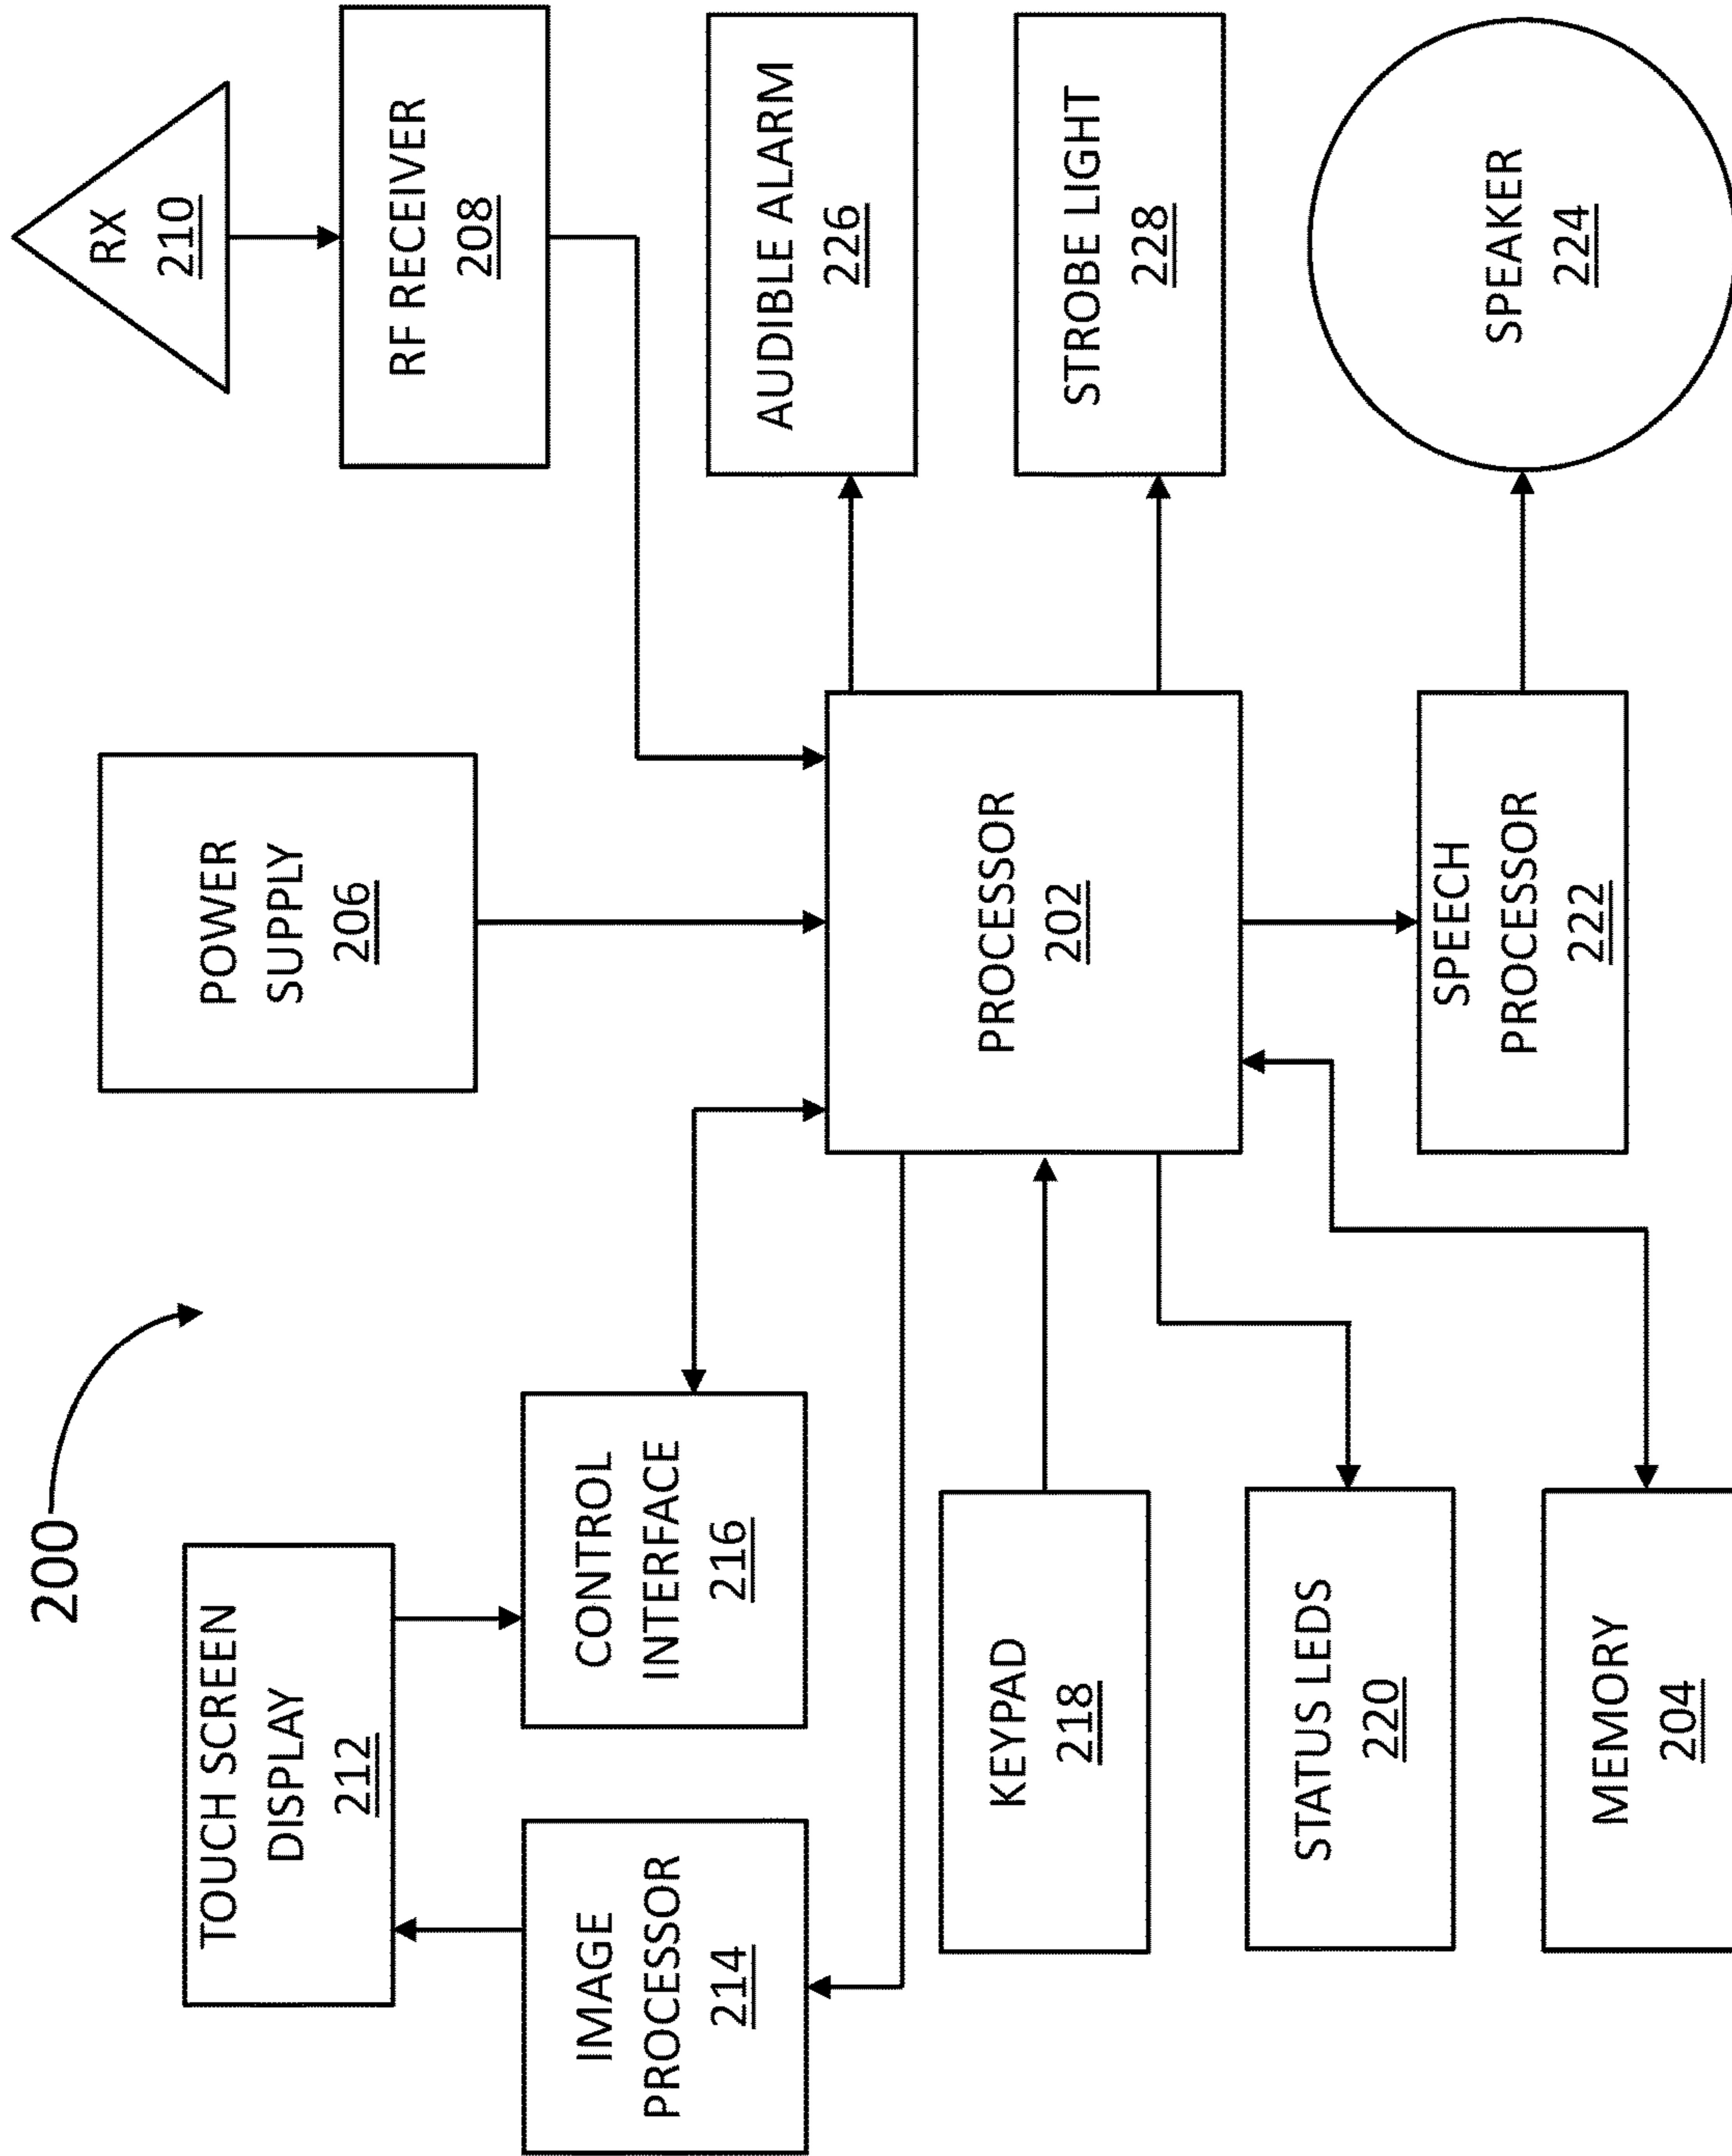 200
TOUCH SCREEN
DISPLAY
212
POWER
SUPPLY
206
RX
210
IMAGE
PROCESSOR
214
CONTROL
INTERFACE
216
RF RECEIVER
208
KEYPAD
218
PROCESSOR
202
AUDIBLE ALARM
226
STATUS LEDS
220
STROBE LIGHT
228
MEMORY
204
SPEECH
PROCESSOR
222
SPEAKER
224